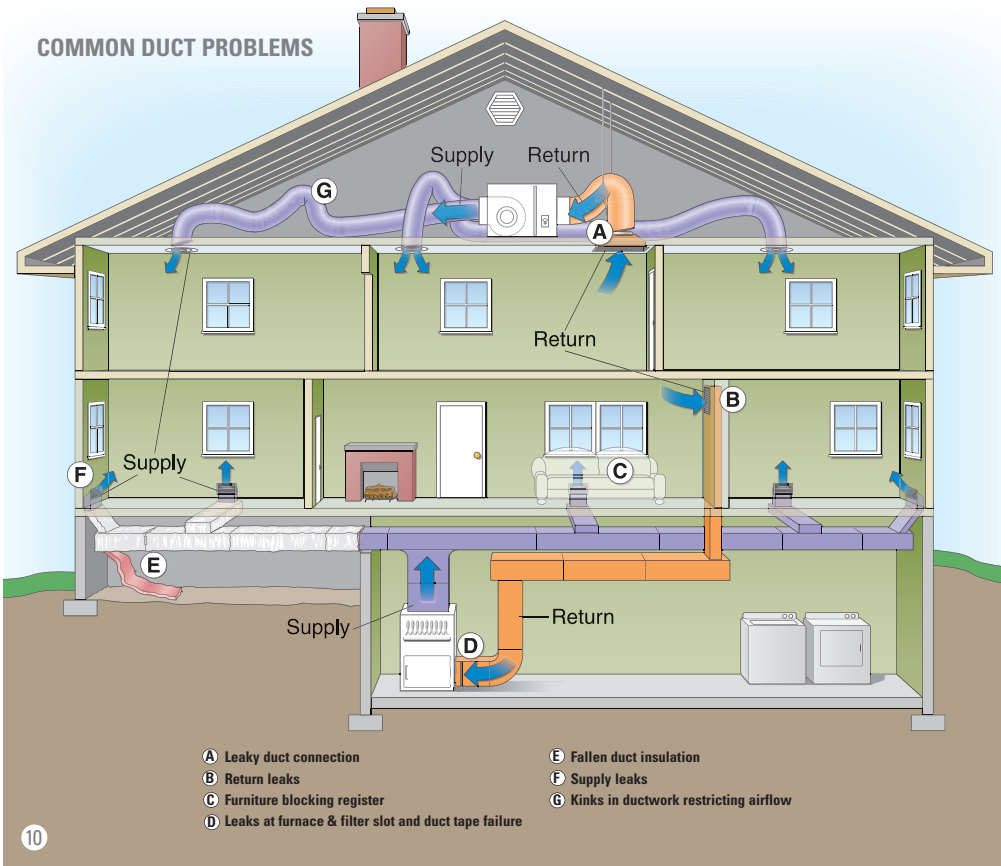 COMMON DUCT PROBLEMS
Supply
Return
G
A
Return
B
F
Supply
C
E
Supply
Return
D
A Leaky duct connection
B Return leaks
C Furniture blocking register
D Leaks at furnace & filter slot and duct tape failure
E Fallen duct insulation
F Supply leaks
G Kinks in ductwork restricting airflow
10